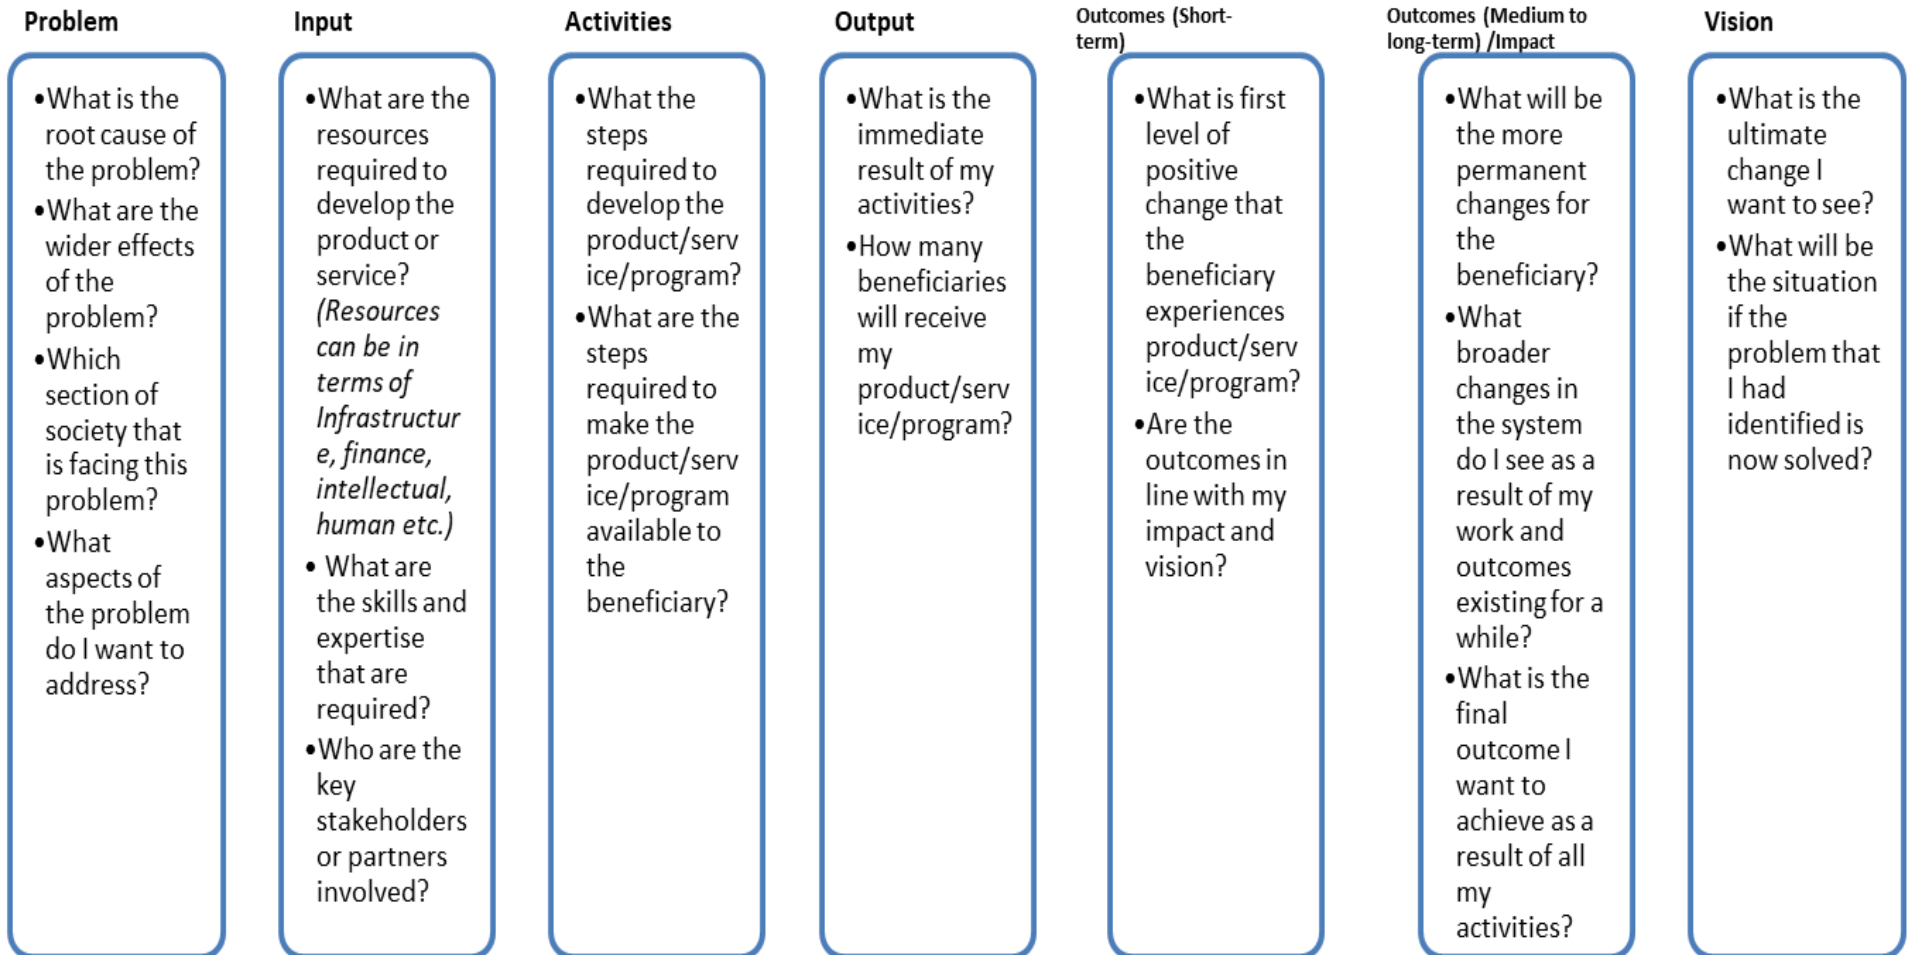 Problem
•What is the
root cause of
the problem?
•What are the
wider effects
of the
problem?
•Which
section of
society that
is facing this
problem?
•What
aspects of
the problem
do I want to
address?
Input
•What are the
resources
required to
develop the
product or
service?
(Resources
can be in
terms of
Infrastructur
e, finance,
intellectual,
human etc.)
• What are
the skills and
expertise
that are
required?
•Who are the
key
stakeholders
or partners
involved?
Activities
•What the
steps
required to
develop the
product/serv
ice/program?
•What are the
steps
required to
make the
product/serv
ice/program
available to
the
beneficiary?
Output
•What is the
immediate
result of my
activities?
•How many
beneficiaries
will receive
my
product/serv
ice/program?
Outcomes (Short-
term)
•What is first
level of
positive
change that
the
beneficiary
experiences
product/serv
ice/program?
•Are the
outcomes in
line with my
impact and
vision?
Outcomes (Medium to
long-term) /Impact
•What will be
the more
permanent
changes for
the
beneficiary?
•What
broader
changes in
the system
do I see as a
result of my
work and
outcomes
existing for a
while?
•What is the
final
outcome I
want to
achieve as a
result of all
my
activities?
Vision
•What is the
ultimate
change I
want to see?
•What will be
the situation
if the
problem that
I had
identified is
now solved?